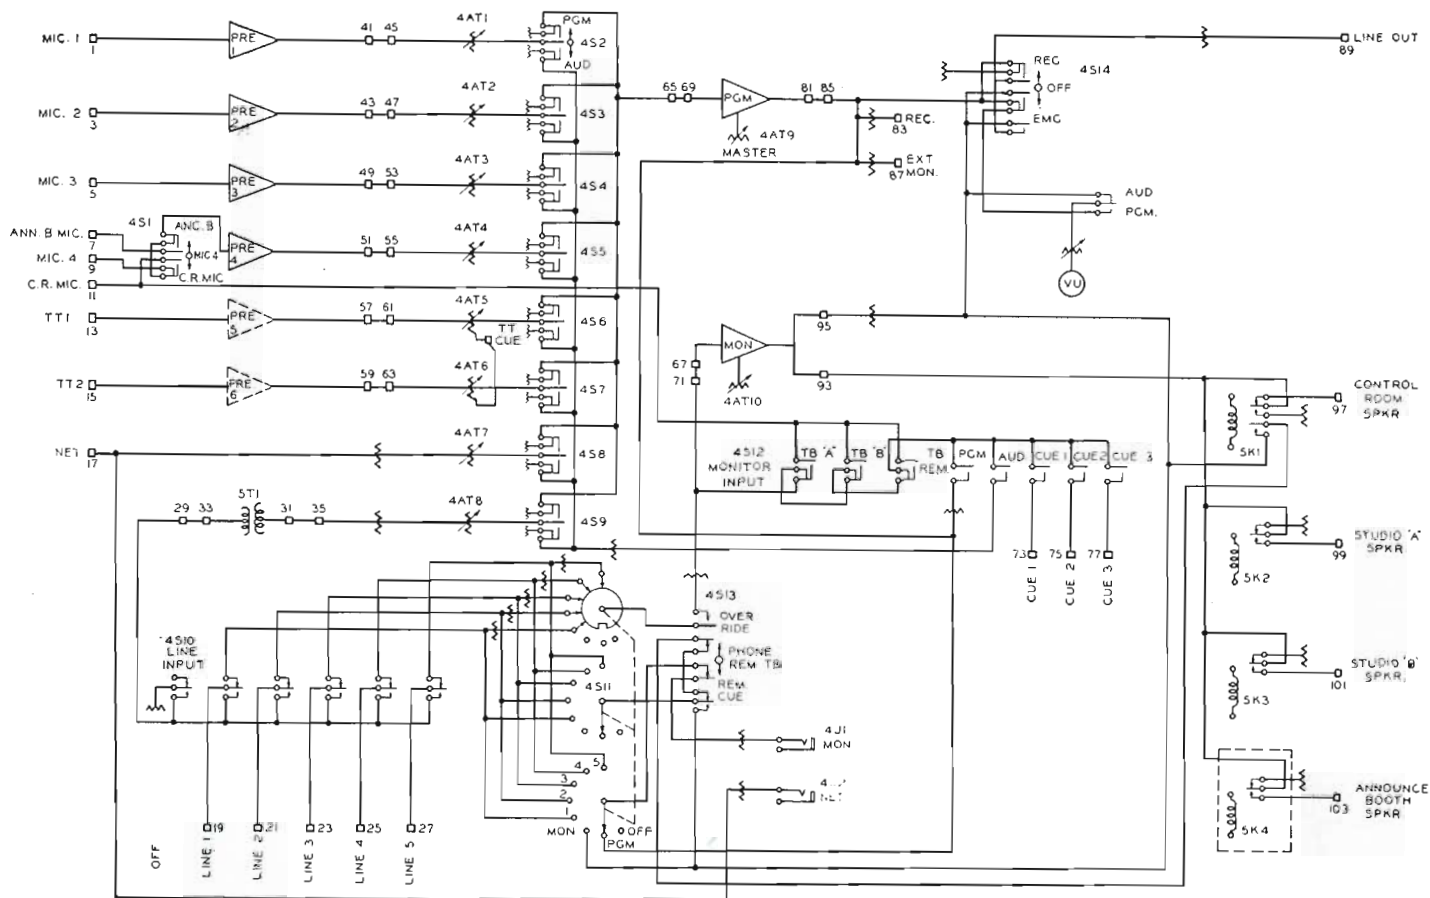 MIC. 1
1
PRE
1
41 45
4AT1
PGM
4S2
AUD
MIC. 2
3
PRE
2
43 47
4AT2
4S3
MIC. 3
5
PRE
3
49 53
4AT3
4S4
ANN. B MIC.
7
MIC. 4
9
C.R. MIC.
11
4S1
ANC. B
MIC 4
C.R. MIC
PRE
4
51 55
4AT4
4S5
TT1
13
PRE
5
57 61
4AT5
TT
CUE
4S6
TT2
15
PRE
6
59 63
4AT6
4S7
NET
17
4AT7
4S8
29 33
5T1
31 35
4AT8
4S9
65 69
PGM
4AT9
MASTER
81 85
REC.
83
EXT
MON.
87
REC
OFF
EMG
4S14
LINE OUT
89
AUD
PGM.
VU
67
71
MON
4AT10
95
93
4S12
MONITOR
INPUT
TB "A"
TB "B"
TB
REM.
PGM
AUD
CUE 1
CUE 2
CUE 3
73
75
77
CUE 1
CUE 2
CUE 3
5K1
CONTROL
ROOM
SPKR
97
5K2
STUDIO "A"
SPKR
99
5K3
STUDIO "B"
SPKR.
101
5K4
ANNOUNCE
BOOTH
SPKR
103
4S10
LINE
INPUT
4S11
4S13
OVER
RIDE
PHONE
REM TB
REM.
CUE
4J1
MON
NET
5
4
3
2
1
MON
PGM
OFF
OFF
19
LINE 1
21
LINE 2
23
LINE 3
25
LINE 4
27
LINE 5